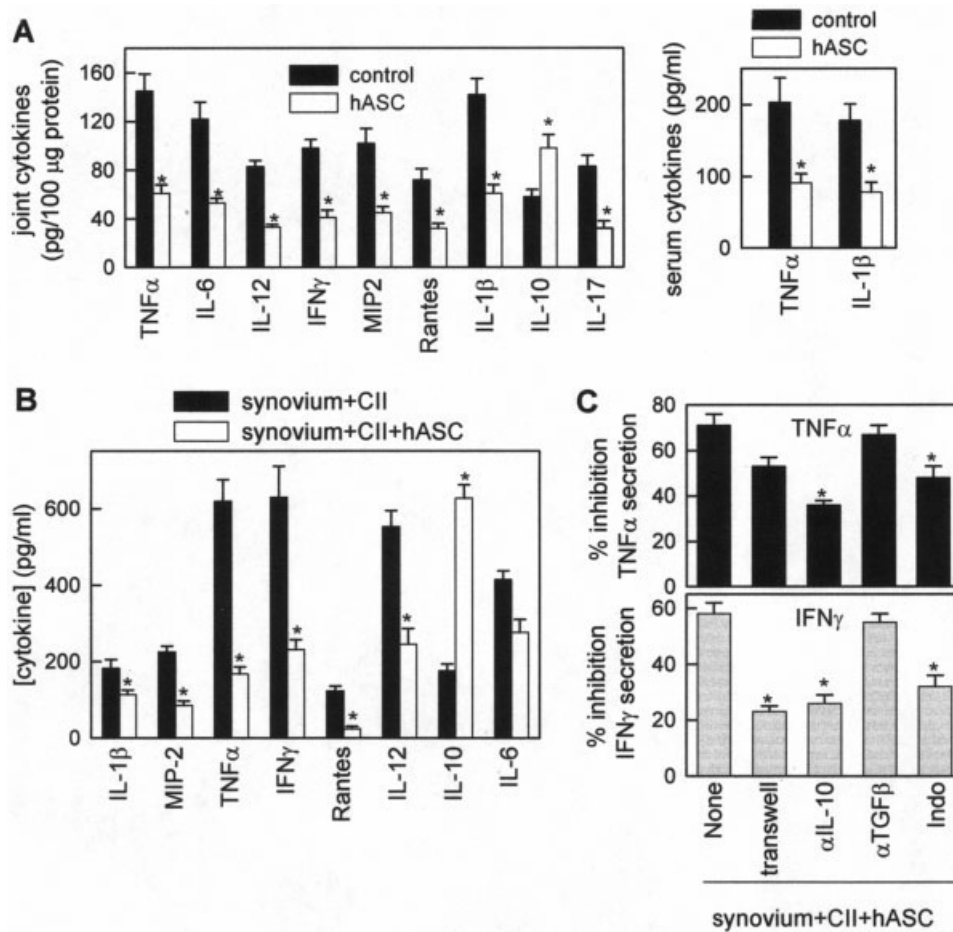 A
control
hASC
joint cytokines
(pg/100 µg protein)
160
120
80
40
0
TNFα
IL-6
IL-12
IFNγ
MIP2
Rantes
IL-1β
IL-10
IL-17
* * * * * * * * *
control
hASC
serum cytokines (pg/ml)
200
100
0
* *
TNFα
IL-1β
B
synovium+CII
synovium+CII+hASC
[cytokine] (pg/ml)
600
400
200
0
* * * * * * *
IL-1β
MIP-2
TNFα
IFNγ
Rantes
IL-12
IL-10
IL-6
C
% inhibition
TNFα secretion
80
60
40
20
0
TNFα
* *
% inhibition
IFNγ secretion
60
40
20
0
IFNγ
* * *
None
transwell
αIL-10
αTGFβ
Indo
synovium+CII+hASC